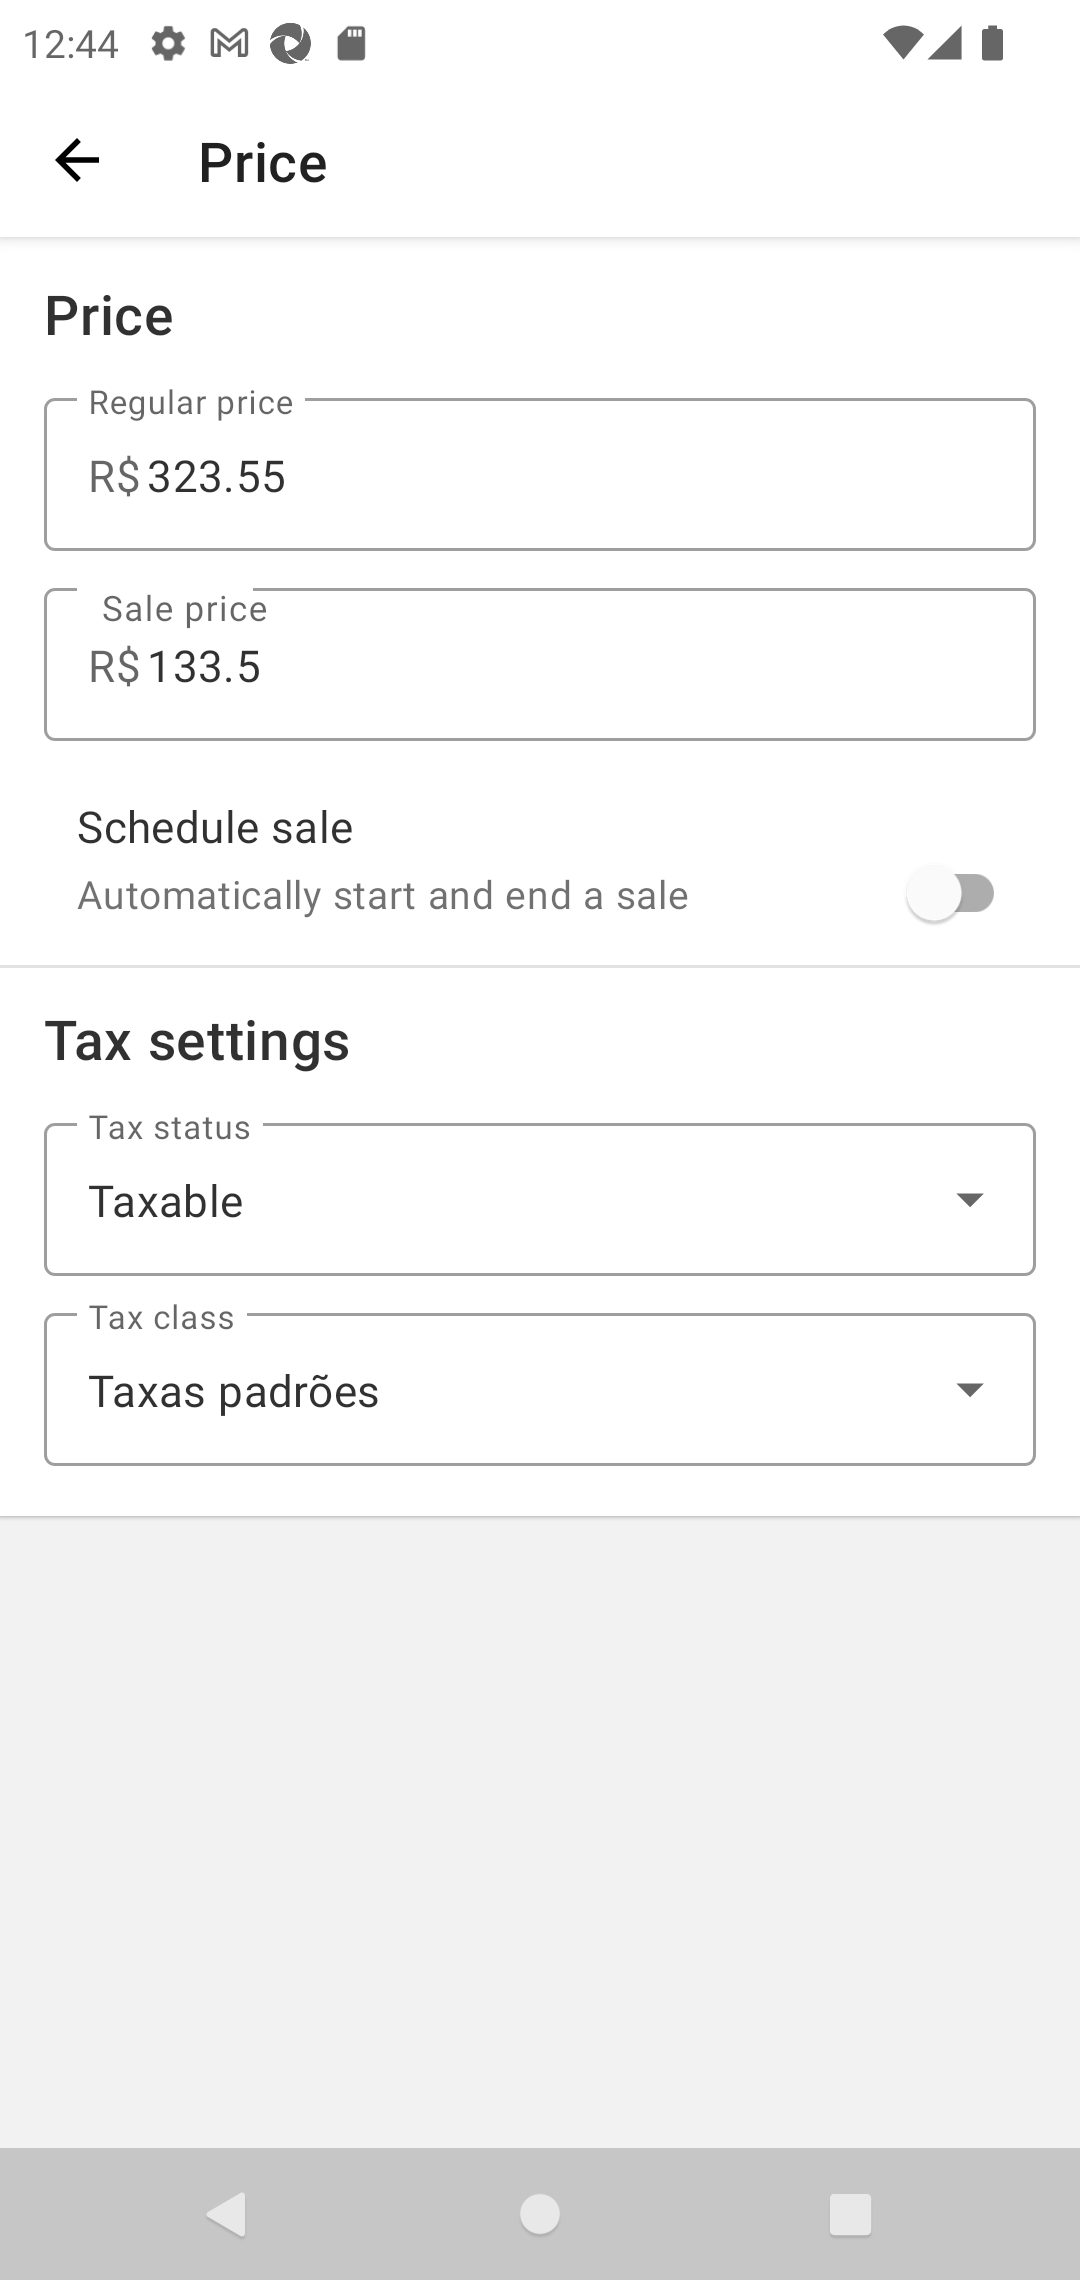 12:44
Price
Price
Regular price
R$ 323.55
Sale price
R$ 133.5
Schedule sale
Automatically start and end a sale
Tax settings
Tax status
Taxable
Tax class
Taxas padrões